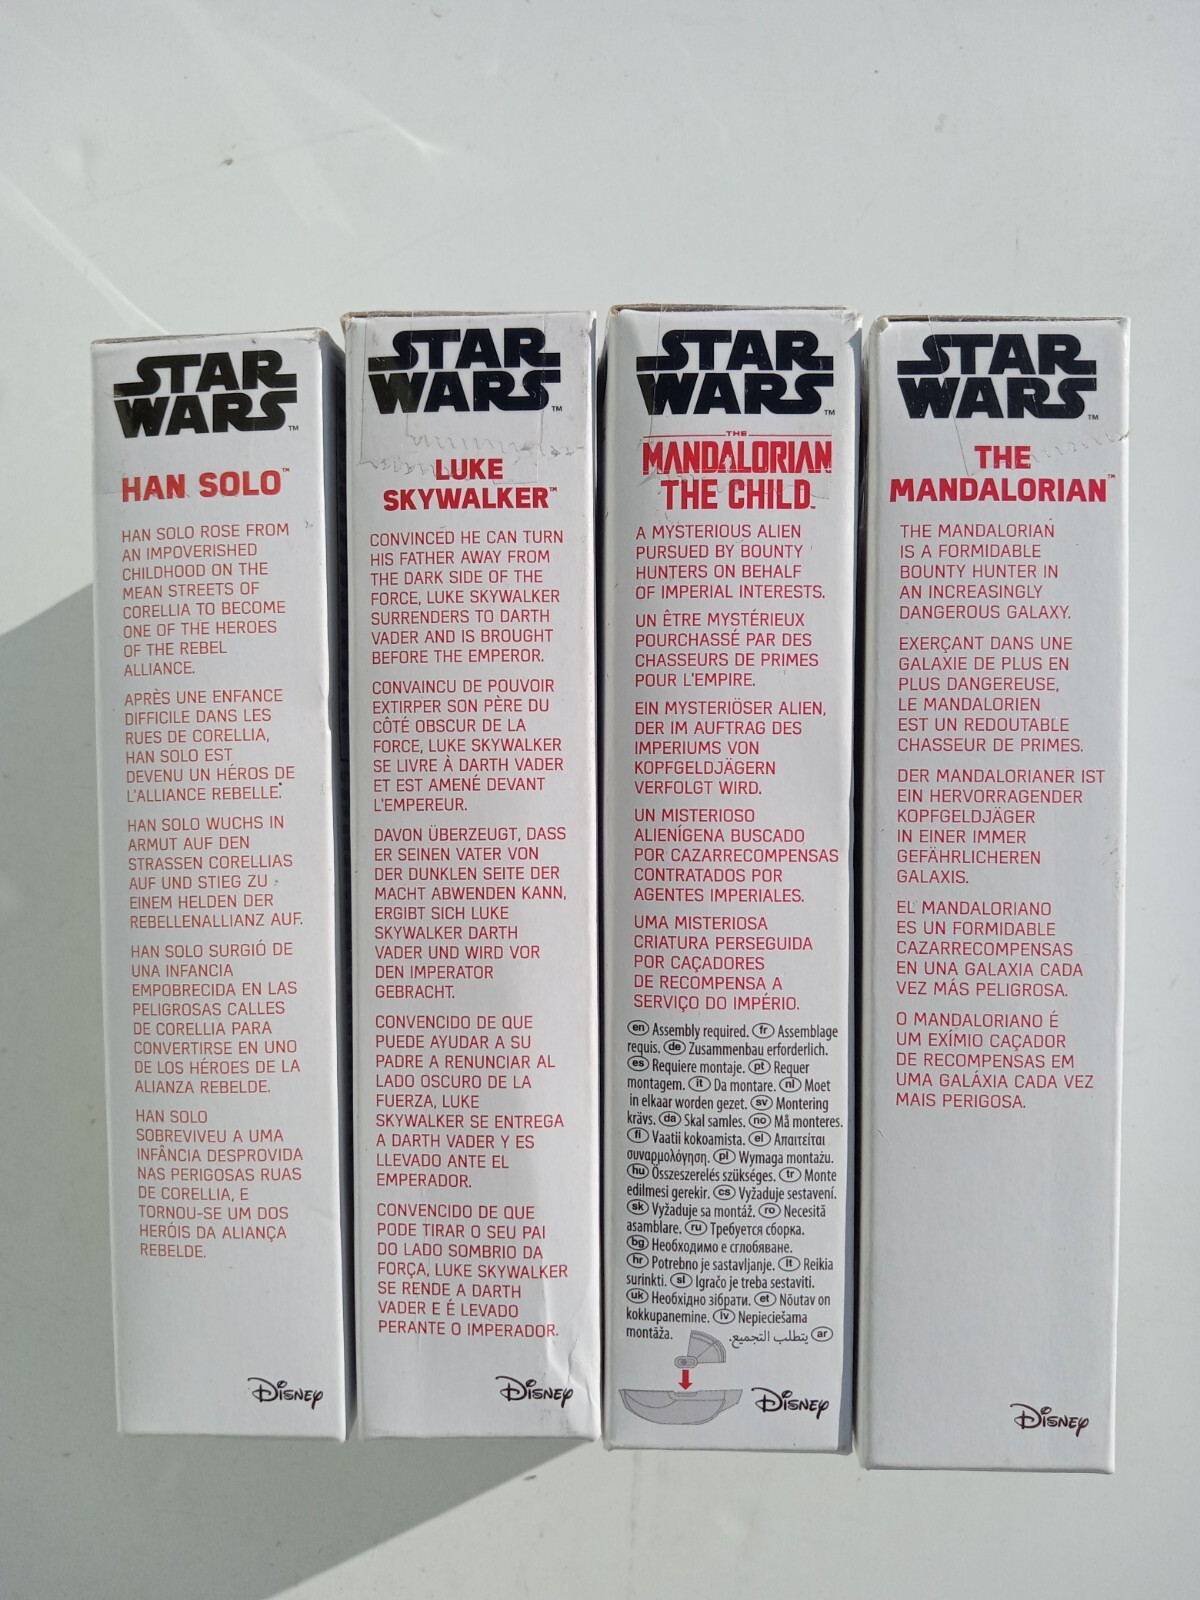 STAR
WARS™
HAN SOLO™
HAN SOLO ROSE FROM
AN IMPOVERISHED
CHILDHOOD ON THE
MEAN STREETS OF
CORELLIA TO BECOME
ONE OF THE HEROES
OF THE REBEL
ALLIANCE.
APRÈS UNE ENFANCE
DIFFICILE DANS LES
RUES DE CORELLIA,
HAN SOLO EST
DEVENU UN HÉROS DE
L'ALLIANCE REBELLE.
HAN SOLO WUCHS IN
ARMUT AUF DEN
STRASSEN CORELLIAS
AUF UND STIEG ZU
EINEM HELDEN DER
REBELLENALLIANZ AUF.
HAN SOLO SURGIÓ DE
UNA INFANCIA
EMPOBRECIDA EN LAS
PELIGROSAS CALLES
DE CORELLIA PARA
CONVERTIRSE EN UNO
DE LOS HÉROES DE LA
ALIANZA REBELDE.
HAN SOLO
SOBREVIVEU A UMA
INFÂNCIA DESPROVIDA
NAS PERIGOSAS RUAS
DE CORELLIA, E
TORNOU-SE UM DOS
HERÓIS DA ALIANÇA
REBELDE.
Disney
STAR
WARS™
LUKE
SKYWALKER™
CONVINCED HE CAN TURN
HIS FATHER AWAY FROM
THE DARK SIDE OF THE
FORCE, LUKE SKYWALKER
SURRENDERS TO DARTH
VADER AND IS BROUGHT
BEFORE THE EMPEROR.
CONVAINCU DE POUVOIR
EXTIRPER SON PÈRE DU
CÔTÉ OBSCUR DE LA
FORCE, LUKE SKYWALKER
SE LIVRE À DARTH VADER
ET EST AMENÉ DEVANT
L'EMPEREUR.
DAVON ÜBERZEUGT, DASS
ER SEINEN VATER VON
DER DUNKLEN SEITE DER
MACHT ABWENDEN KANN,
ERGIBT SICH LUKE
SKYWALKER DARTH
VADER UND WIRD VOR
DEN IMPERATOR
GEBRACHT.
CONVENCIDO DE QUE
PUEDE AYUDAR A SU
PADRE A RENUNCIAR AL
LADO OSCURO DE LA
FUERZA, LUKE
SKYWALKER SE ENTREGA
A DARTH VADER Y ES
LLEVADO ANTE EL
EMPERADOR.
CONVENCIDO DE QUE
PODE TIRAR O SEU PAI
DO LADO SOMBRIO DA
FORÇA, LUKE SKYWALKER
SE RENDE A DARTH
VADER E É LEVADO
PERANTE O IMPERADOR.
Disney
STAR
WARS™
THE
MANDALORIAN
THE CHILD™
A MYSTERIOUS ALIEN
PURSUED BY BOUNTY
HUNTERS ON BEHALF
OF IMPERIAL INTERESTS.
UN ÊTRE MYSTÉRIEUX
POURCHASSÉ PAR DES
CHASSEURS DE PRIMES
POUR L'EMPIRE.
EIN MYSTERIÖSER ALIEN,
DER IM AUFTRAG DES
IMPERIUMS VON
KOPFGELDJÄGERN
VERFOLGT WIRD.
UN MISTERIOSO
ALIENÍGENA BUSCADO
POR CAZARRECOMPENSAS
CONTRATADOS POR
AGENTES IMPERIALES.
UMA MISTERIOSA
CRIATURA PERSEGUIDA
POR CAÇADORES
DE RECOMPENSA A
SERVIÇO DO IMPÉRIO.
en Assembly required. fr Assemblage
requis. de Zusammenbau erforderlich.
es Requiere montaje. pt Requer
montagem. it Da montare. nl Moet
in elkaar worden gezet. sv Montering
krävs. da Skal samles. no Må monteres.
fi Vaatii kokoamista. el Απαιτείται
συναρμολόγηση. pl Wymaga montażu.
hu Összeszerelés szükséges. tr Monte
edilmesi gerekir. cs Vyžaduje sestavení.
sk Vyžaduje sa montáž. ro Necesită
asamblare. ru Требуется сборка.
bg Необходимо е сглобяване.
hr Potrebno je sastavljanje. lt Reikia
surinkti. sl Igračo je treba sestaviti.
uk Необхідно зібрати. et Nõutav on
kokkupanemine. lv Nepieciešama
montāža. ar يتطلب التجميع.
Disney
STAR
WARS™
THE
MANDALORIAN™
THE MANDALORIAN
IS A FORMIDABLE
BOUNTY HUNTER IN
AN INCREASINGLY
DANGEROUS GALAXY.
EXERÇANT DANS UNE
GALAXIE DE PLUS EN
PLUS DANGEREUSE,
LE MANDALORIEN
EST UN REDOUTABLE
CHASSEUR DE PRIMES.
DER MANDALORIANER IST
EIN HERVORRAGENDER
KOPFGELDJÄGER
IN EINER IMMER
GEFÄHRLICHEREN
GALAXIS.
EL MANDALORIANO
ES UN FORMIDABLE
CAZARRECOMPENSAS
EN UNA GALAXIA CADA
VEZ MÁS PELIGROSA.
O MANDALORIANO É
UM EXÍMIO CAÇADOR
DE RECOMPENSAS EM
UMA GALÁXIA CADA VEZ
MAIS PERIGOSA.
Disney